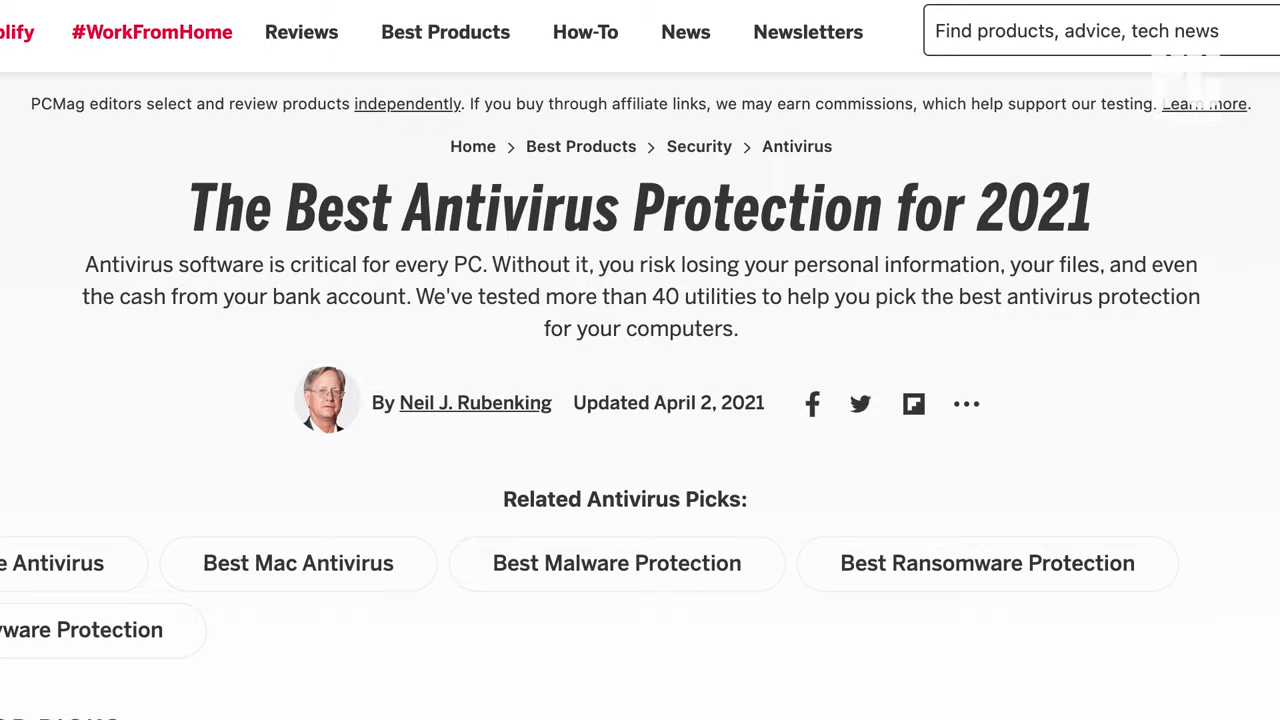 plify #WorkFromHome Reviews Best Products How-To News Newsletters Find products, advice, tech news
PCMag editors select and review products independently. If you buy through affiliate links, we may earn commissions, which help support our testing. Learn more.
Home > Best Products > Security > Antivirus
The Best Antivirus Protection for 2021
Antivirus software is critical for every PC. Without it, you risk losing your personal information, your files, and even
the cash from your bank account. We've tested more than 40 utilities to help you pick the best antivirus protection
for your computers.
By Neil J. Rubenking Updated April 2, 2021
Related Antivirus Picks:
e Antivirus Best Mac Antivirus Best Malware Protection Best Ransomware Protection
yware Protection